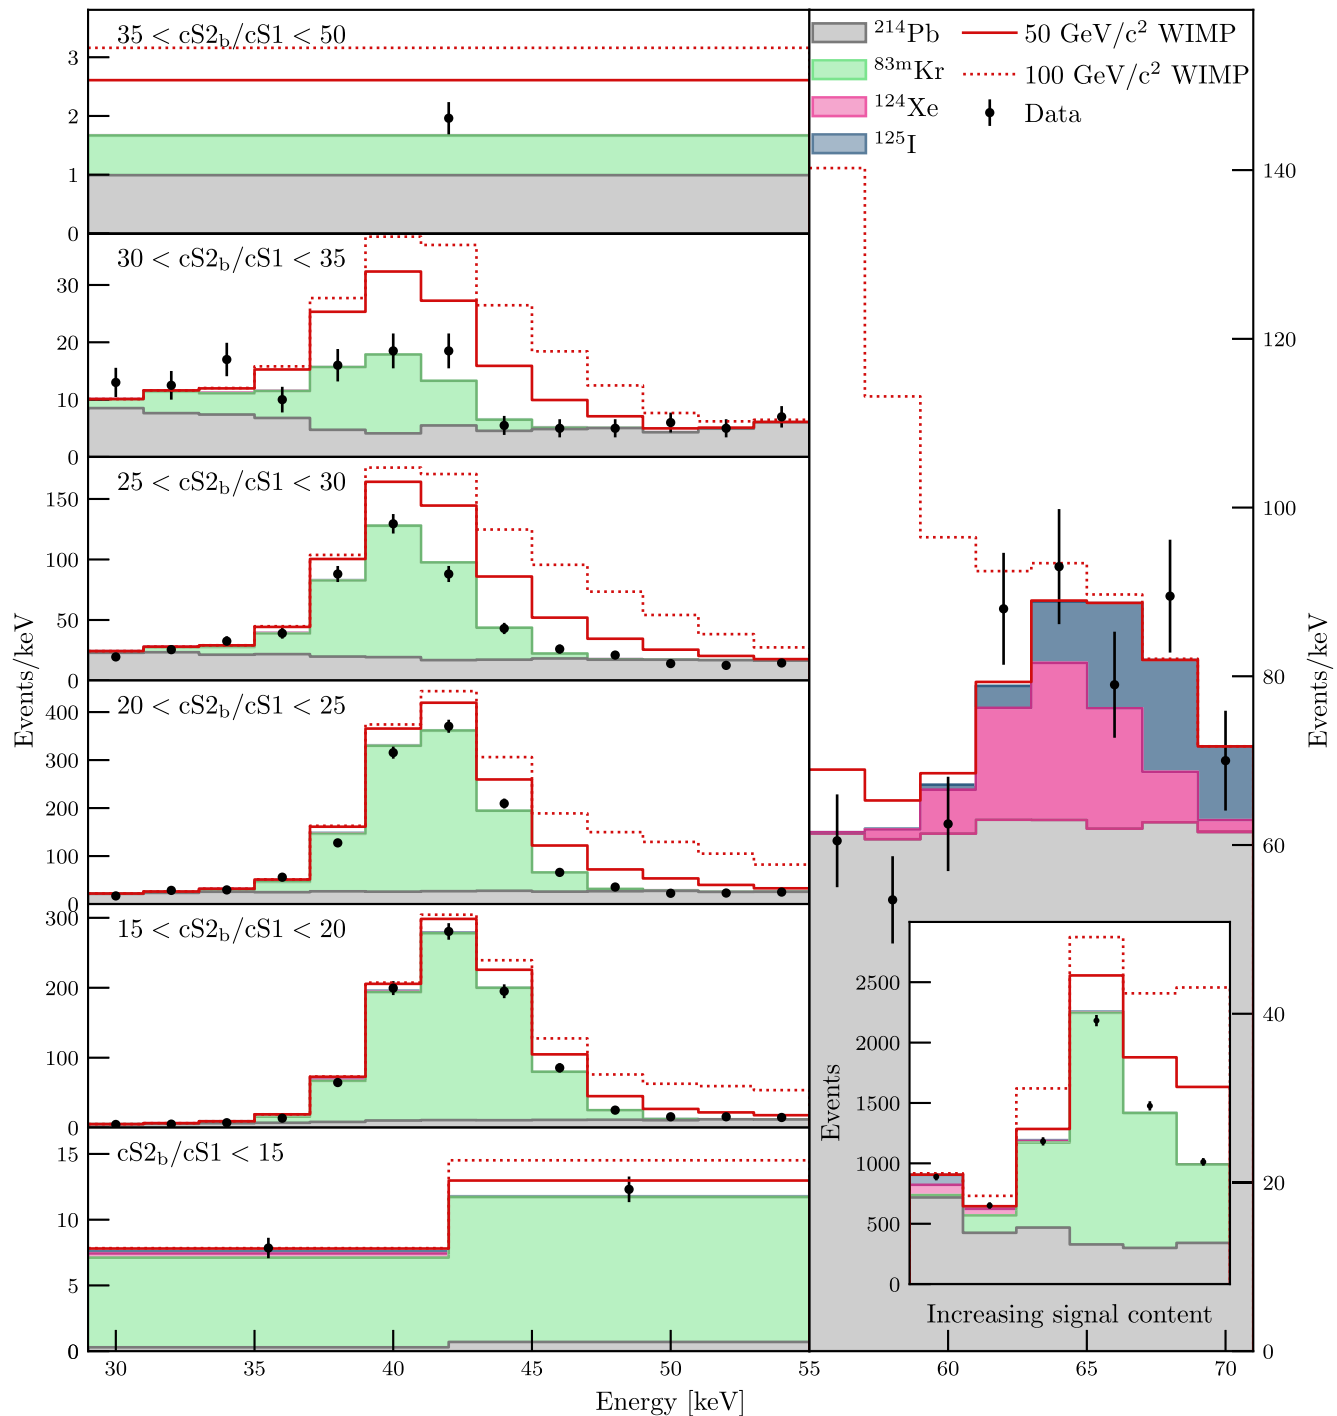 35 < cS2b/cS1 < 50
3
2
1
0
30 < cS2b/cS1 < 35
30
20
10
0
25 < cS2b/cS1 < 30
150
100
50
0
20 < cS2b/cS1 < 25
400
300
200
100
0
15 < cS2b/cS1 < 20
300
200
100
0
cS2b/cS1 < 15
15
10
5
0
Events/keV
30
35
40
45
50
55
60
65
70
Energy [keV]
²¹⁴Pb
⁸³ᵐKr
¹²⁴Xe
¹²⁵I
50 GeV/c² WIMP
100 GeV/c² WIMP
Data
140
120
100
80
60
40
20
0
Events/keV
2500
2000
1500
1000
500
0
Events
Increasing signal content